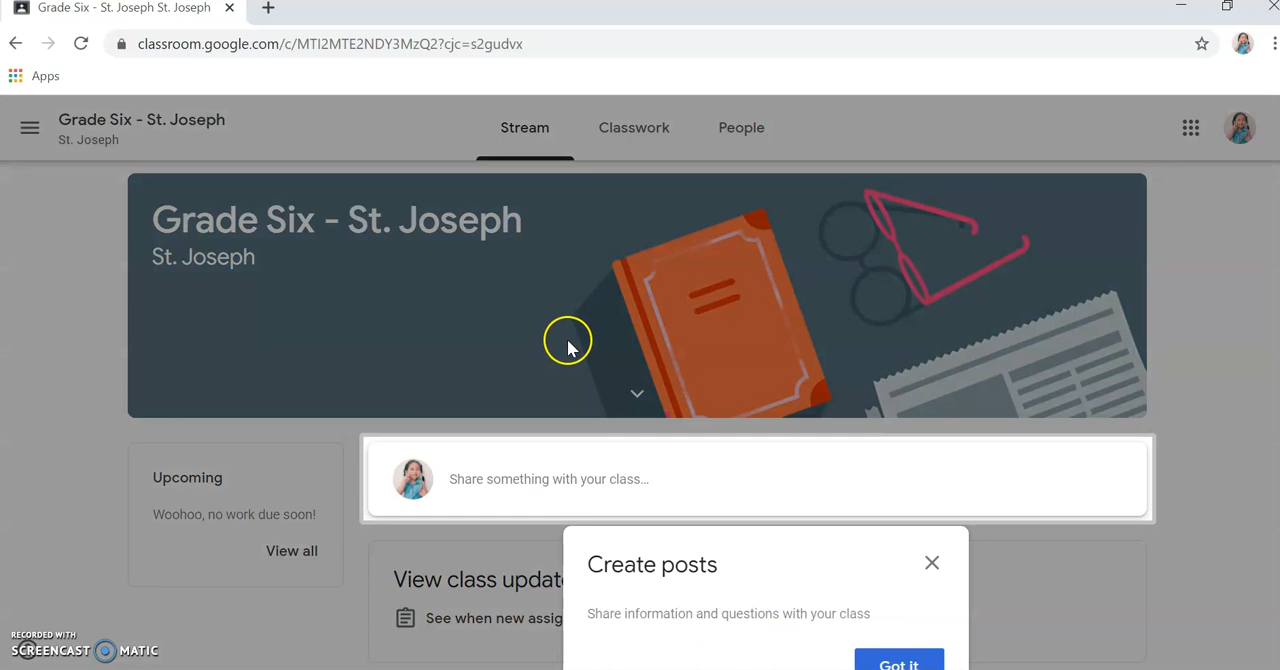 Grade Six - St. Joseph St. Joseph
classroom.google.com/c/MTI2MTE2NDY3MzQ2?cjc=s2gudvx
Apps
Grade Six - St. Joseph
St. Joseph
Stream
Classwork
People
Grade Six - St. Joseph
St. Joseph
Upcoming
Woohoo, no work due soon!
View all
Share something with your class...
View class updat
See when new assig
Create posts
Share information and questions with your class
Got it
RECORDED WITH
SCREENCAST MATIC